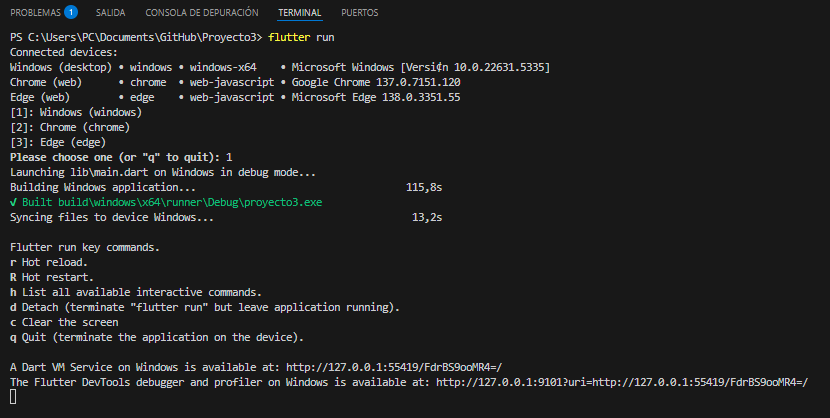 PROBLEMAS 1 SALIDA CONSOLA DE DEPURACIÓN TERMINAL PUERTOS
PS C:\Users\PC\Documents\GitHub\Proyecto3> flutter run
Connected devices:
Windows (desktop) • windows • windows-x64    • Microsoft Windows [Versi¢n 10.0.22631.5335]
Chrome (web)      • chrome  • web-javascript • Google Chrome 137.0.7151.120
Edge (web)        • edge    • web-javascript • Microsoft Edge 138.0.3351.55
[1]: Windows (windows)
[2]: Chrome (chrome)
[3]: Edge (edge)
Please choose one (or "q" to quit): 1
Launching lib\main.dart on Windows in debug mode...
Building Windows application...                                   115,8s
√ Built build\windows\x64\runner\Debug\proyecto3.exe
Syncing files to device Windows...                                 13,2s
Flutter run key commands.
r Hot reload.
R Hot restart.
h List all available interactive commands.
d Detach (terminate "flutter run" but leave application running).
c Clear the screen
q Quit (terminate the application on the device).
A Dart VM Service on Windows is available at: http://127.0.0.1:55419/FdrBS9ooMR4=/
The Flutter DevTools debugger and profiler on Windows is available at: http://127.0.0.1:9101?uri=http://127.0.0.1:55419/FdrBS9ooMR4=/